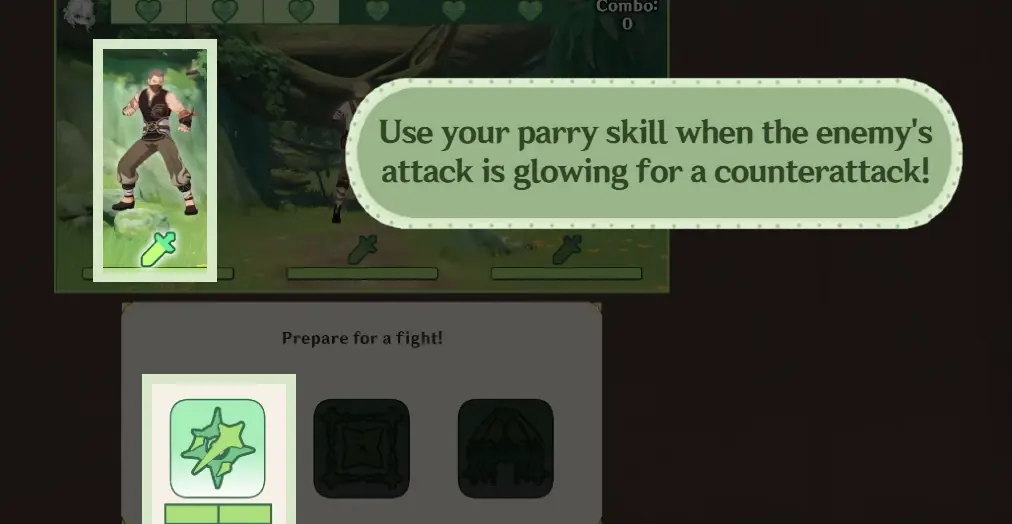 Combo:
0
Use your parry skill when the enemy's
attack is glowing for a counterattack!
Prepare for a fight!